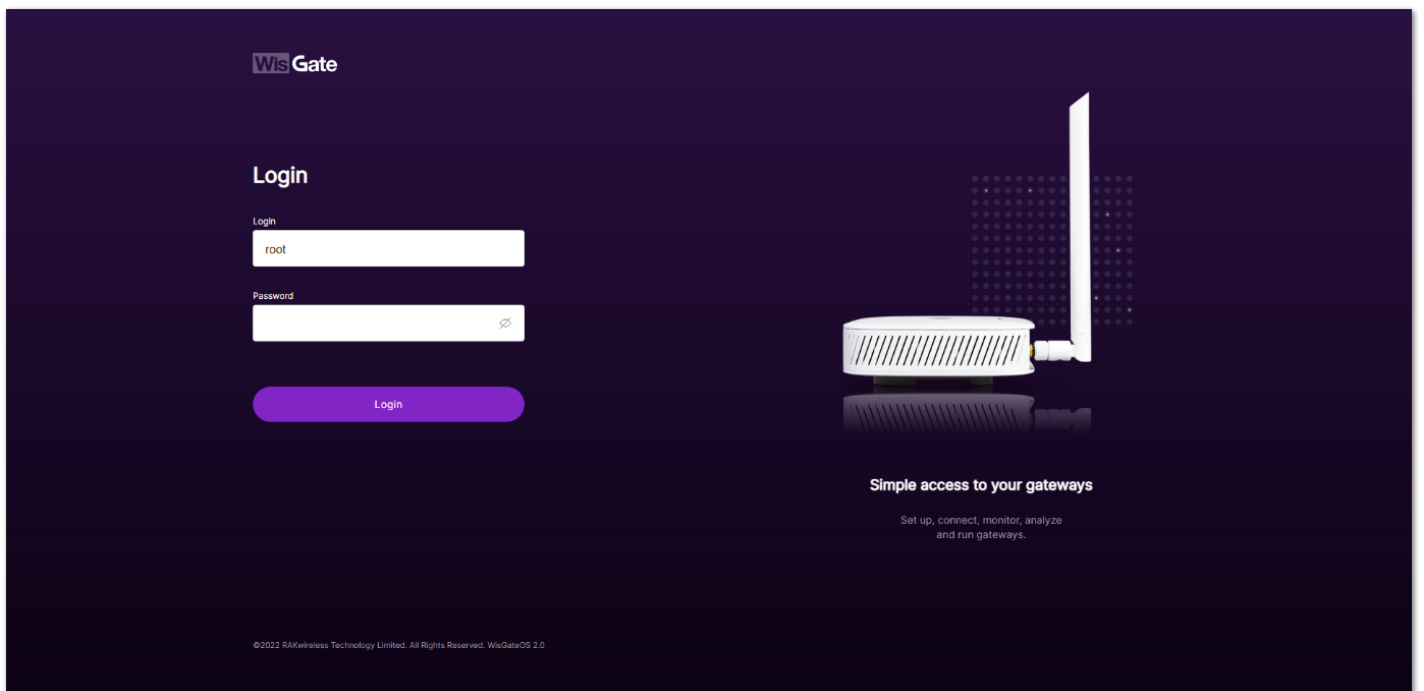 WisGate
Login
Login
root
Password
Login
Simple access to your gateways
Set up, connect, monitor, analyze
and run gateways.
©2022 RAKwireless Technology Limited. All Rights Reserved. WisGateOS 2.0